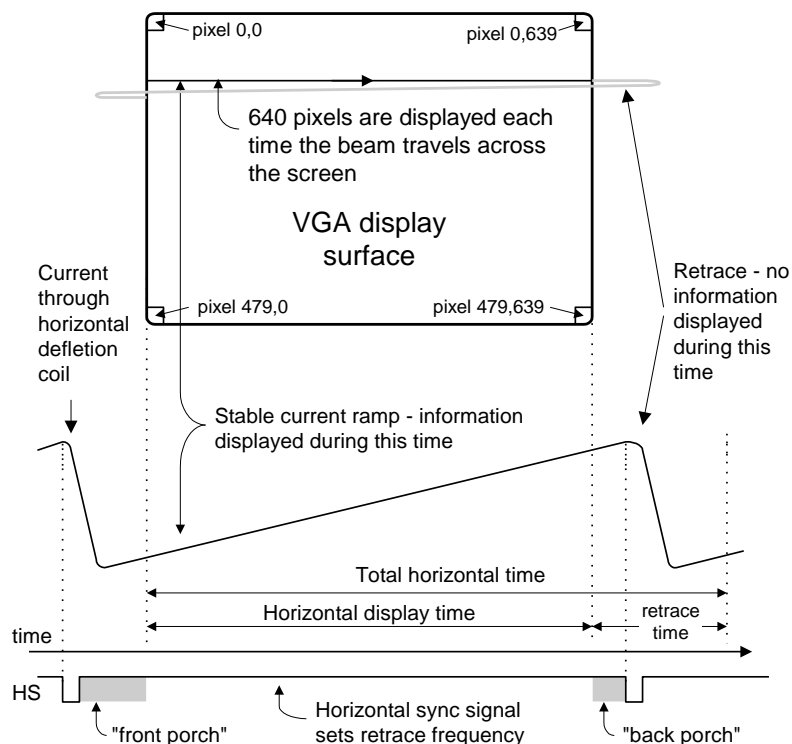 pixel 0,0
pixel 0,639
640 pixels are displayed each
time the beam travels across
the screen
VGA display
surface
Current
through
horizontal
defletion
coil
Retrace - no
information
displayed
during this
time
pixel 479,0
pixel 479,639
Stable current ramp - information
displayed during this time
Total horizontal time
Horizontal display time
retrace
time
time
HS
"front porch"
Horizontal sync signal
sets retrace frequency
"back porch"